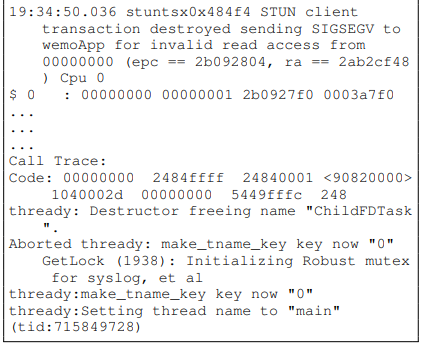 19:34:50.036 stuntsx0x484f4 STUN client
transaction destroyed sending SIGSEGV to
wemoApp for invalid read access from
00000000 (epc == 2b092804, ra == 2ab2cf48
) Cpu 0
$ 0   : 00000000 00000001 2b0927f0 0003a7f0
...
...
...
Call Trace:
Code: 00000000  2484ffff  24840001 <90820000>
1040002d  00000000  5449fffc  248
thready: Destructor freeing name "ChildFDTask
".
Aborted thready: make_tname_key key now "0"
GetLock (1938): Initializing Robust mutex
for syslog, et al
thready:make_tname_key key now "0"
thready:Setting thread name to "main"
(tid:715849728)